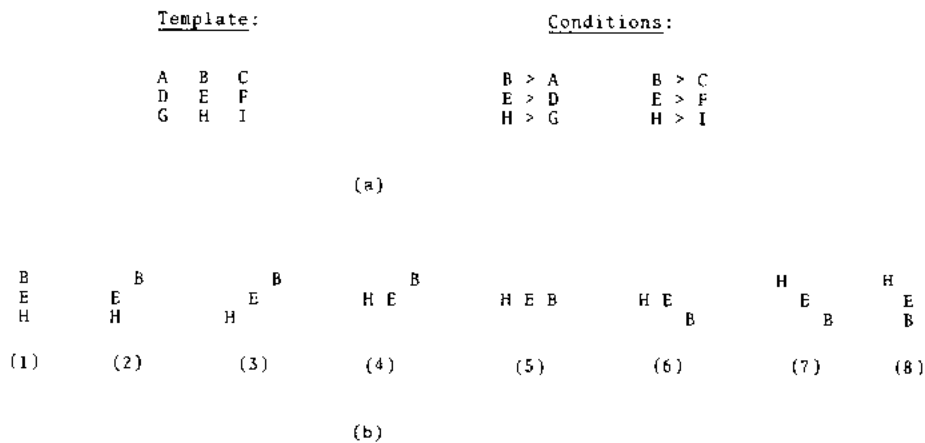 Template: Conditions:
A B C B > A B > C
D E F E > D E > F
G H I H > G H > I
(a)
B B B B H H
E E E H E H E B H E E E
H H H B B B
(1) (2) (3) (4) (5) (6) (7) (8)
(b)